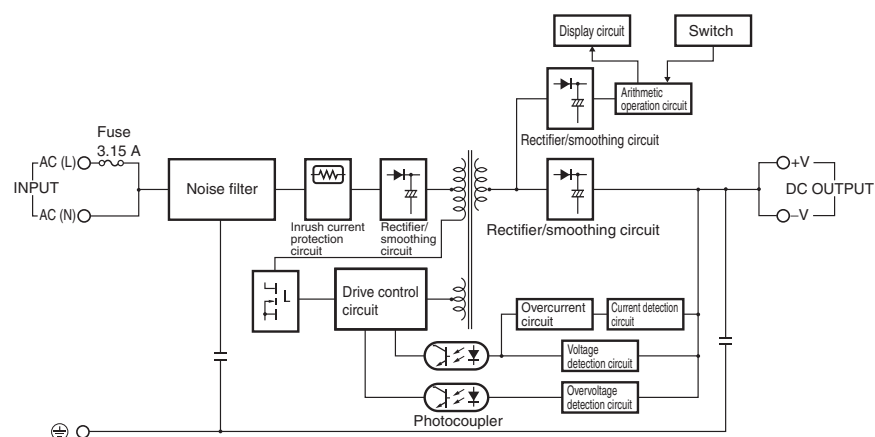 Display circuit
Switch
Arithmetic
operation circuit
Rectifier/smoothing circuit
Fuse
3.15 A
AC (L)
INPUT
AC (N)
Noise filter
Inrush current
protection
circuit
Rectifier/
smoothing
circuit
Rectifier/smoothing circuit
+V
DC OUTPUT
–V
Drive control
circuit
Overcurrent
circuit
Current detection
circuit
Voltage
detection circuit
Overvoltage
detection circuit
Photocoupler